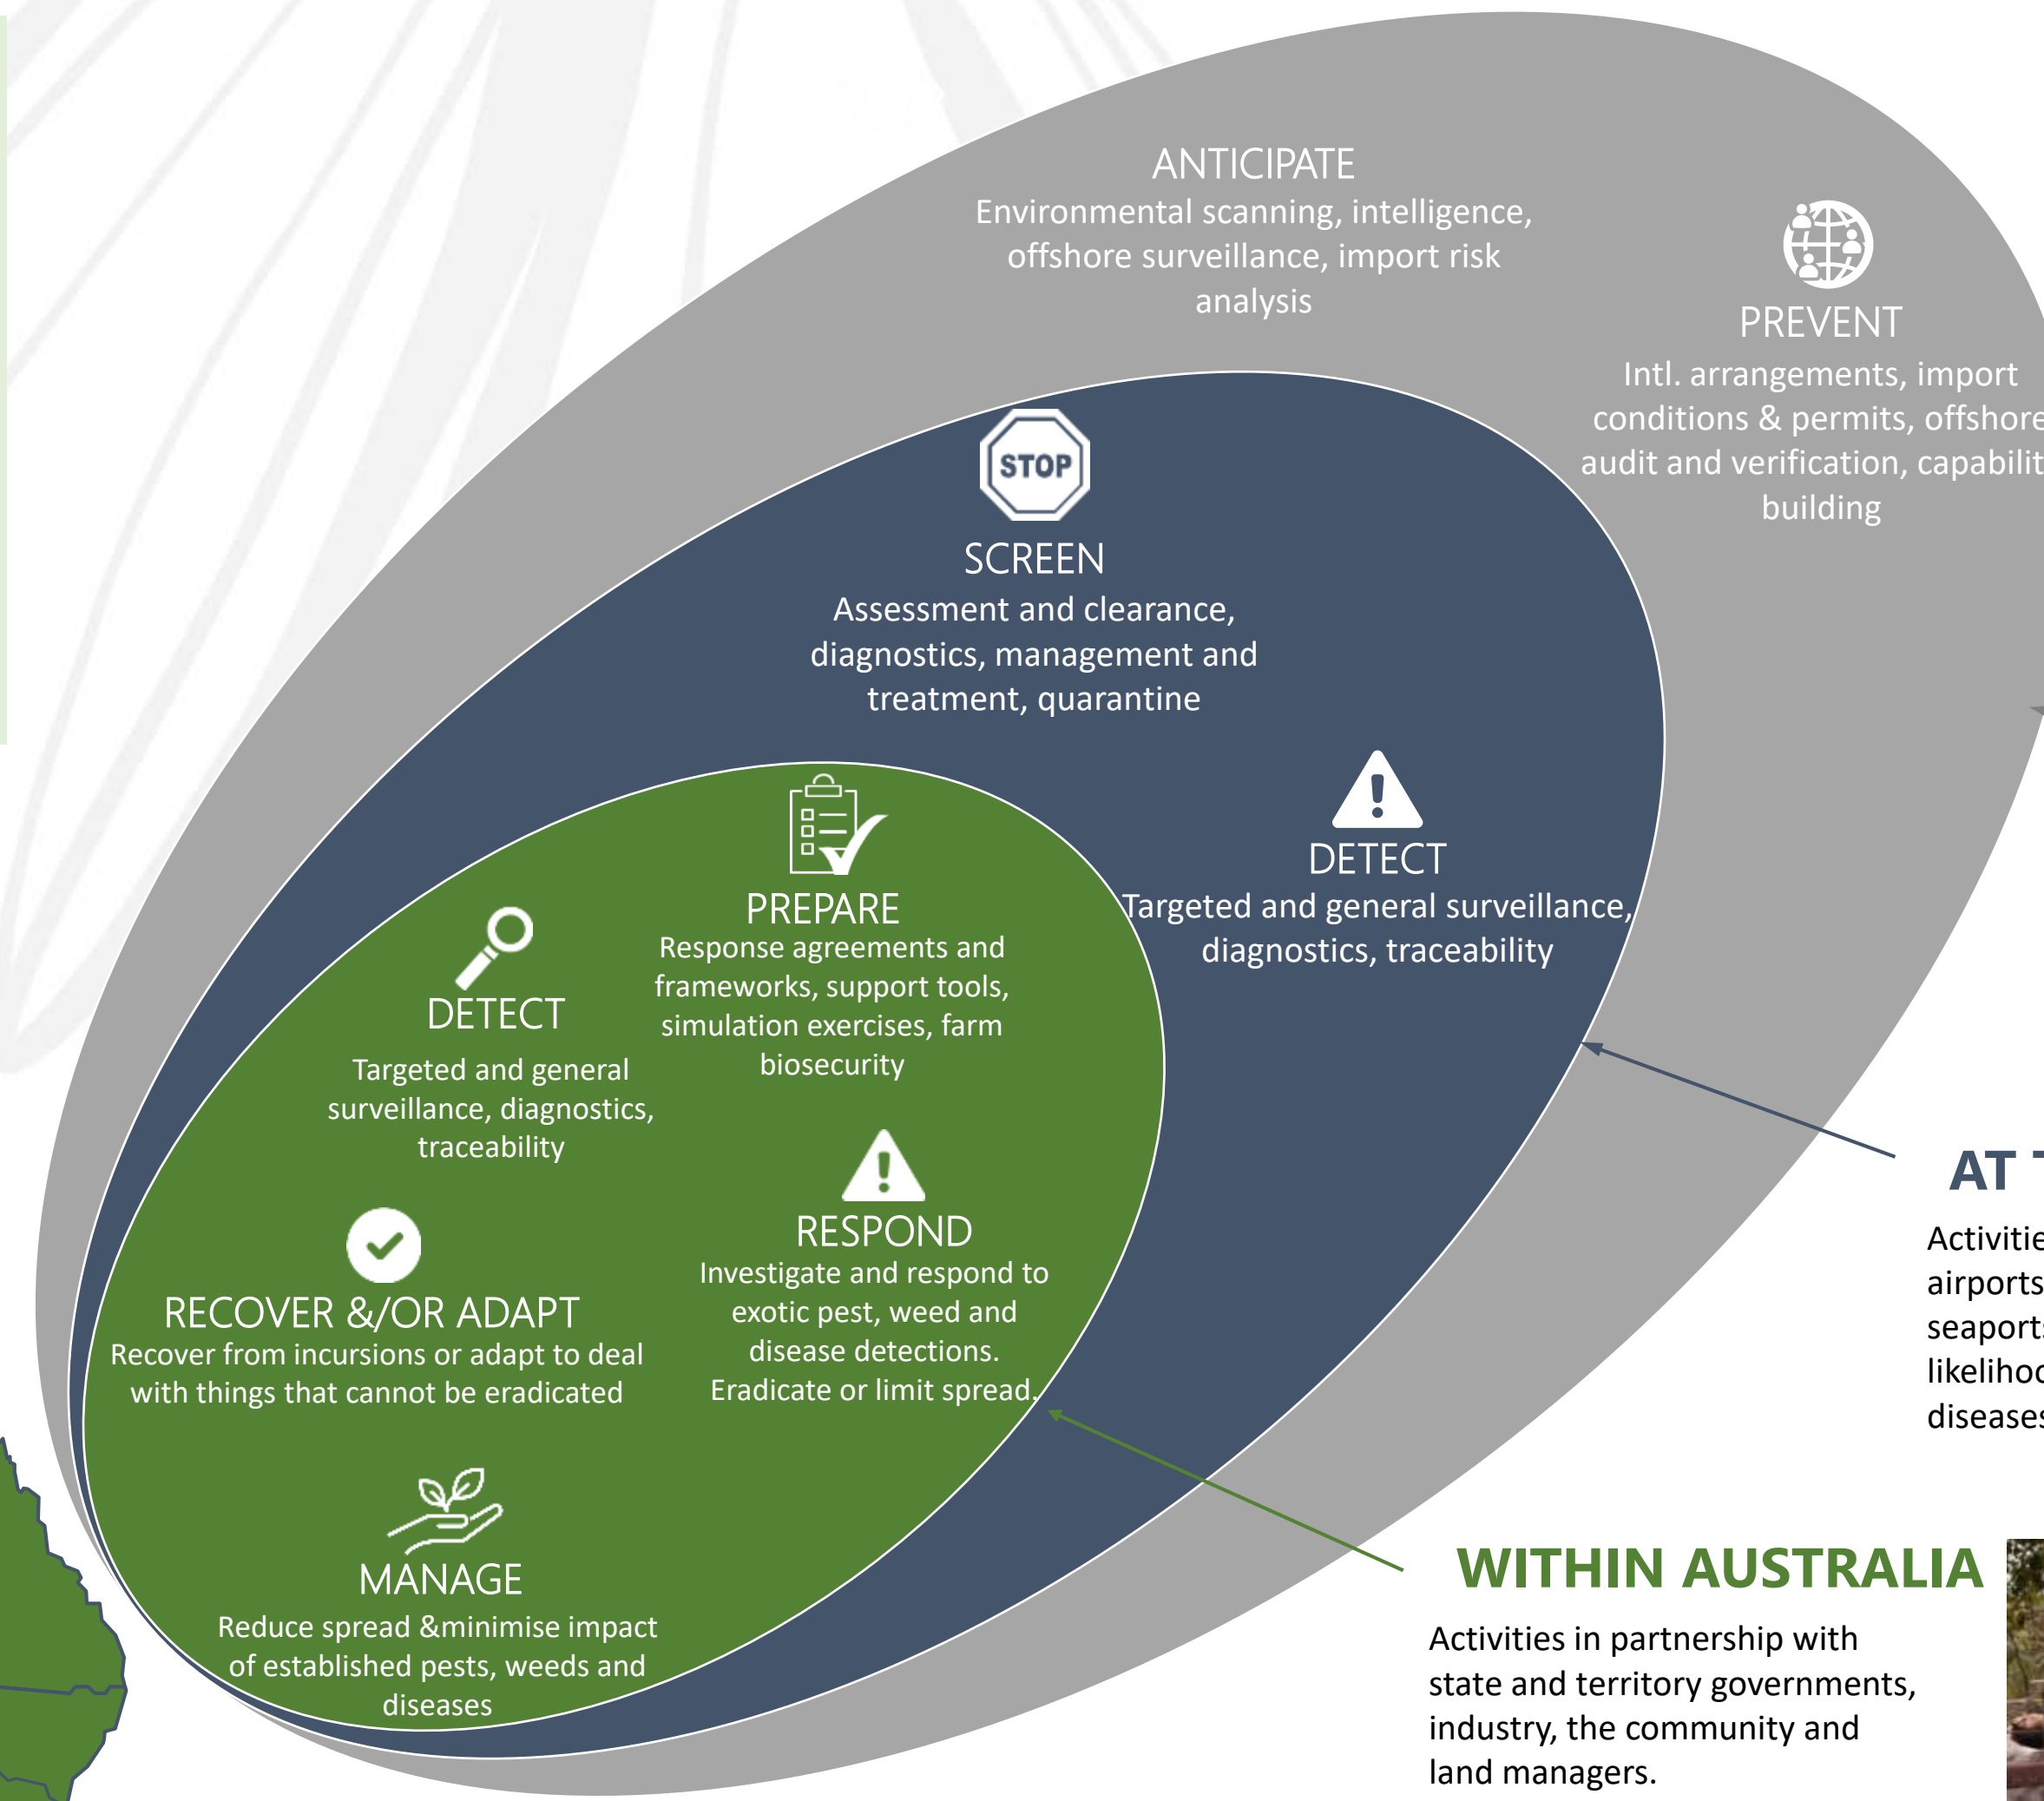 ANTICIPATE
Environmental scanning, intelligence,
offshore surveillance, import risk
analysis
PREVENT
Intl. arrangements, import
conditions & permits, offshore
audit and verification, capabilit
building
STOP
SCREEN
Assessment and clearance,
diagnostics, management and
treatment, quarantine
DETECT
Targeted and general surveillance,
diagnostics, traceability
PREPARE
Response agreements and
frameworks, support tools,
simulation exercises, farm
biosecurity
DETECT
Targeted and general
surveillance, diagnostics,
traceability
RESPOND
Investigate and respond to
exotic pest, weed and
disease detections.
Eradicate or limit spread.
RECOVER &/OR ADAPT
Recover from incursions or adapt to deal
with things that cannot be eradicated
MANAGE
Reduce spread &minimise impact
of established pests, weeds and
diseases
AT T
Activitie
airports
seaports
likelihoo
diseases
WITHIN AUSTRALIA
Activities in partnership with
state and territory governments,
industry, the community and
land managers.